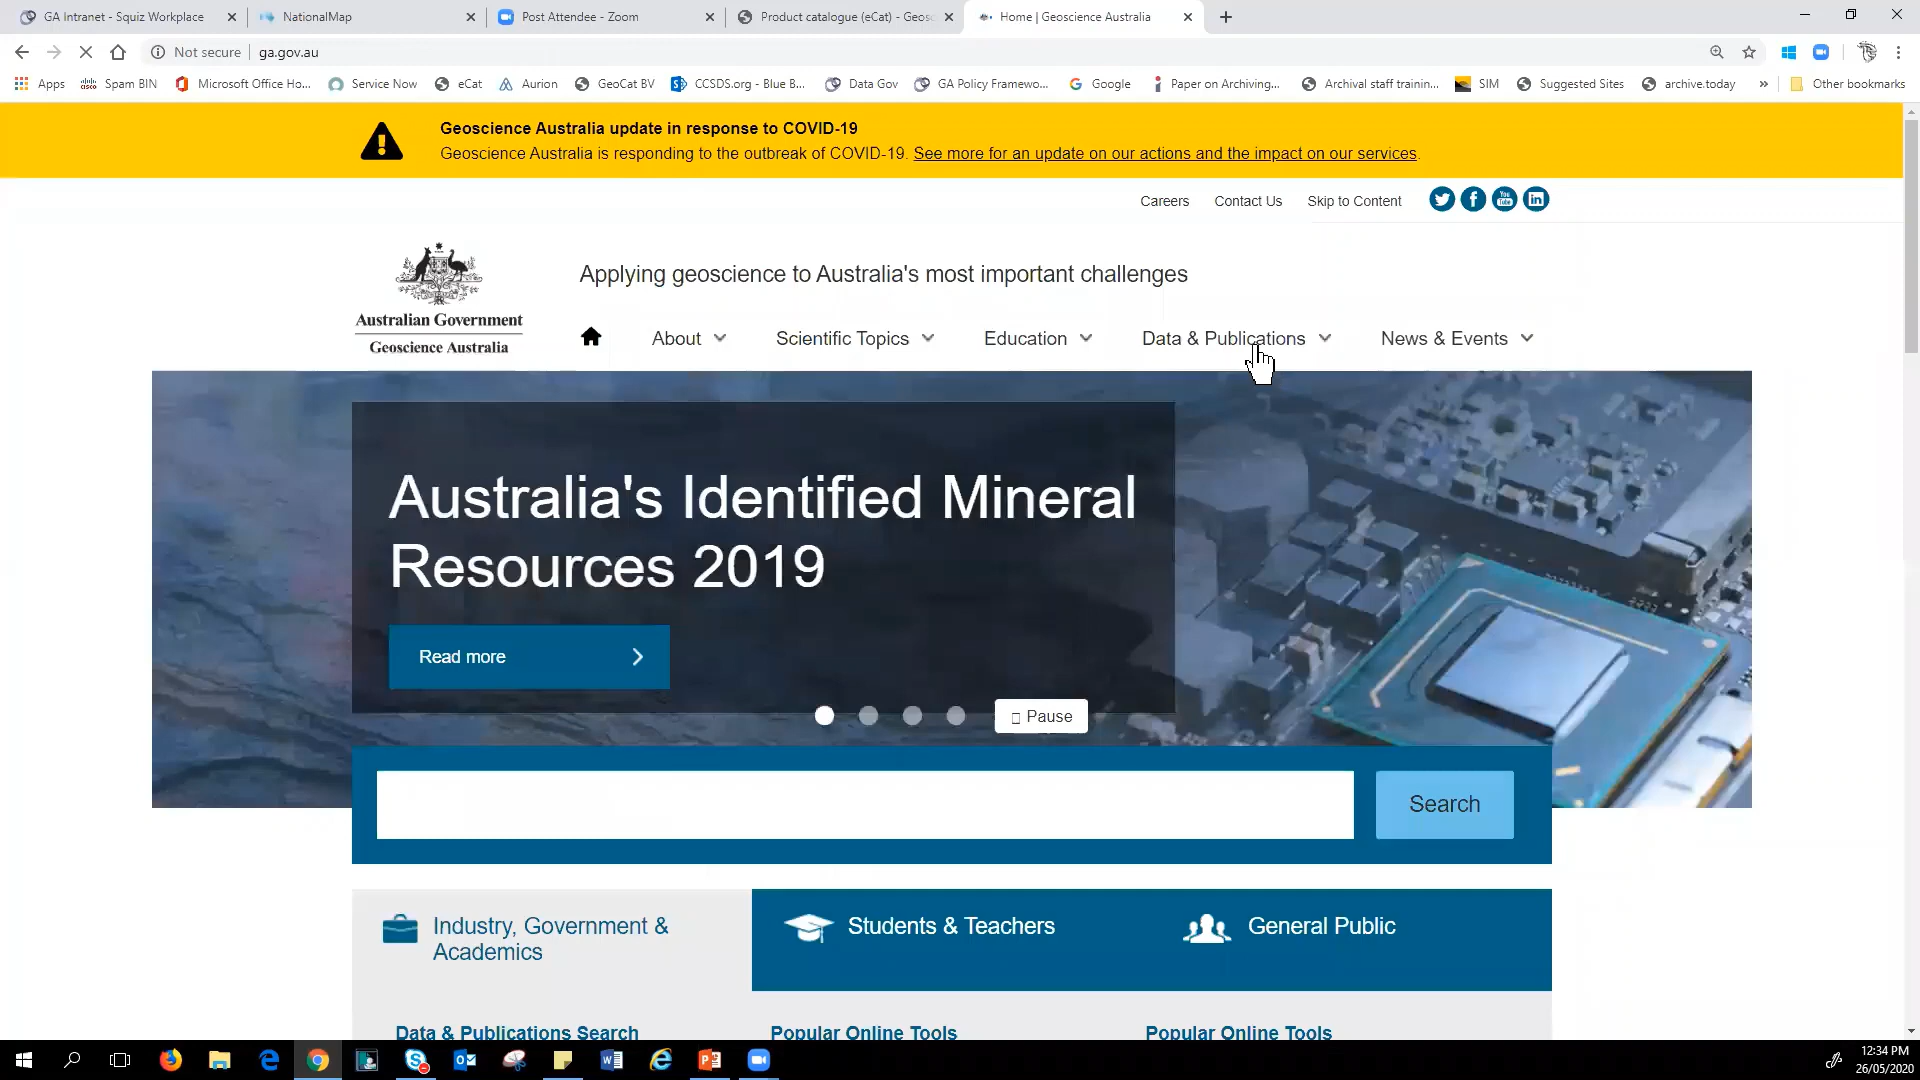 GA Intranet - Squiz Workplace
NationalMap
Post Attendee - Zoom
Product catalogue (eCat) - Geosc
Home | Geoscience Australia
Not secure
ga.gov.au
Apps
Spam BIN
Microsoft Office Ho...
Service Now
eCat
Aurion
GeoCat BV
CCSDS.org - Blue B...
Data Gov
GA Policy Framewo...
Google
Paper on Archiving...
Archival staff trainin...
SIM
Suggested Sites
archive.today
Other bookmarks
Geoscience Australia update in response to COVID-19
Geoscience Australia is responding to the outbreak of COVID-19. See more for an update on our actions and the impact on our services.
Careers
Contact Us
Skip to Content
Australian Government
Geoscience Australia
Applying geoscience to Australia's most important challenges
About
Scientific Topics
Education
Data & Publications
News & Events
Australia's Identified Mineral
Resources 2019
Read more
Pause
Search
Industry, Government &
Academics
Students & Teachers
General Public
Data & Publications Search
Popular Online Tools
Popular Online Tools
12:34 PM
26/05/2020